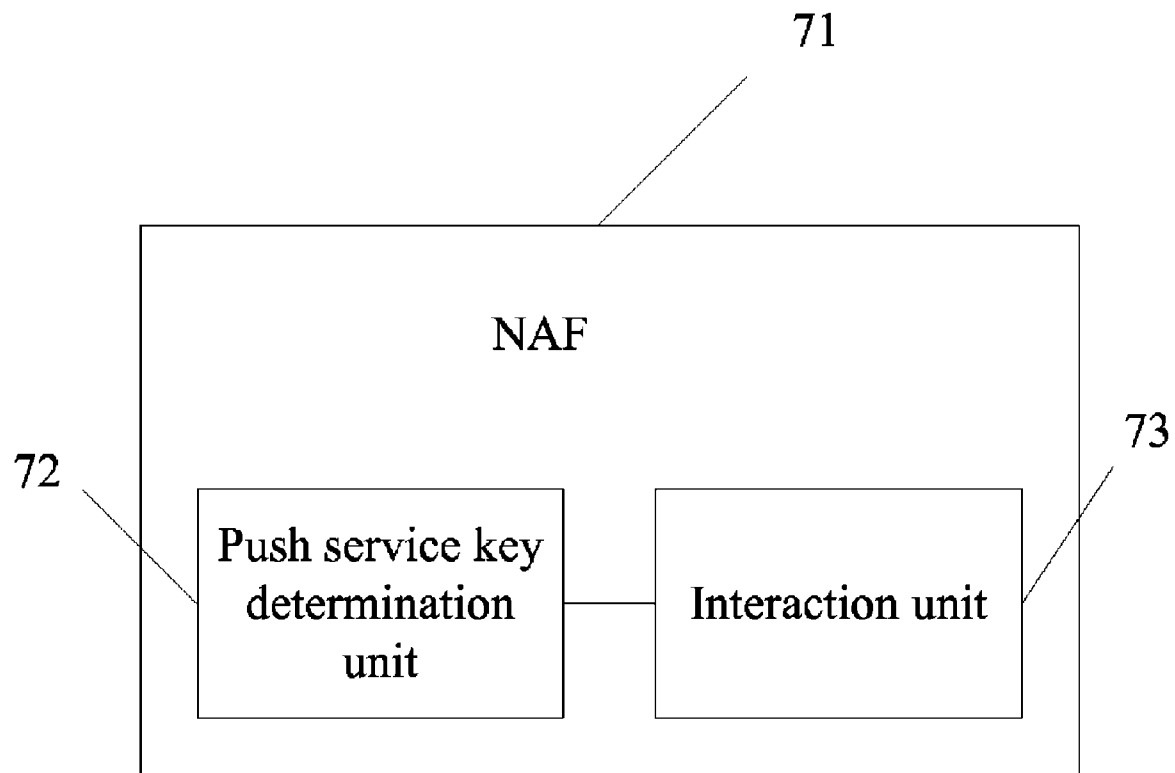 71
NAF
73
72
Push service key
determination
unit
Interaction unit